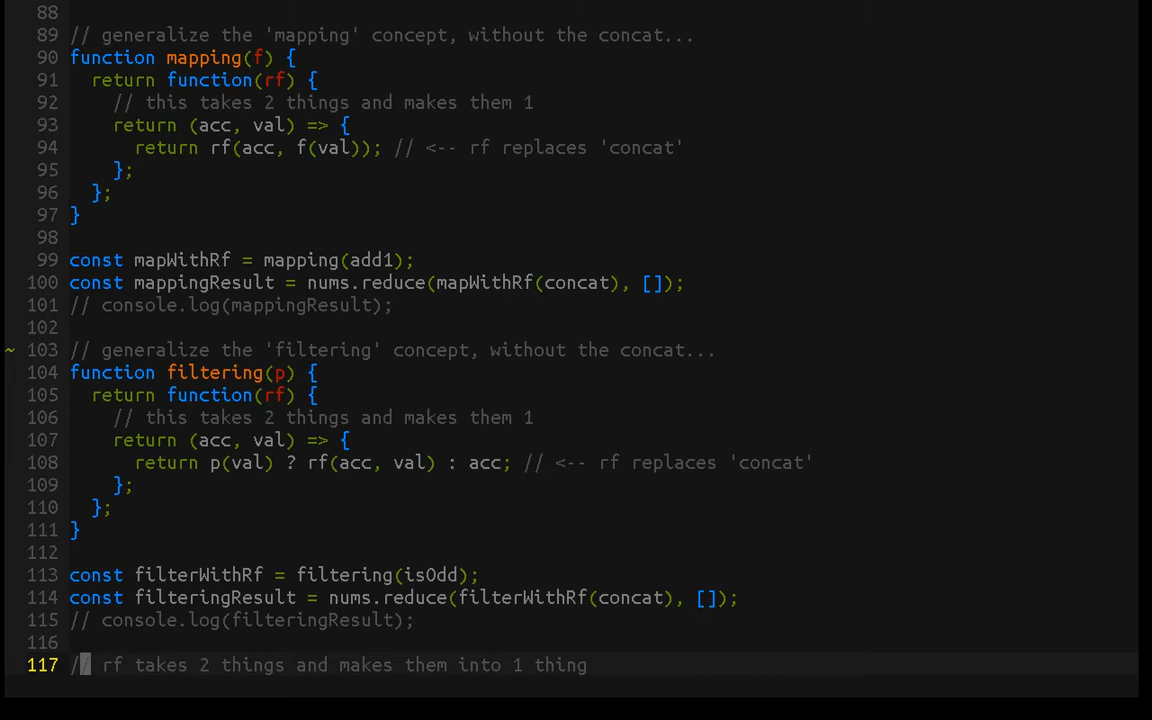 88
89 // generalize the 'mapping' concept, without the concat...
90 function mapping(f) {
91   return function(rf) {
92     // this takes 2 things and makes them 1
93     return (acc, val) => {
94       return rf(acc, f(val)); // <-- rf replaces 'concat'
95     };
96   };
97 }
98
99 const mapWithRf = mapping(add1);
100 const mappingResult = nums.reduce(mapWithRf(concat), []);
101 // console.log(mappingResult);
102
~ 103 // generalize the 'filtering' concept, without the concat...
104 function filtering(p) {
105   return function(rf) {
106     // this takes 2 things and makes them 1
107     return (acc, val) => {
108       return p(val) ? rf(acc, val) : acc; // <-- rf replaces 'concat'
109     };
110   };
111 }
112
113 const filterWithRf = filtering(isOdd);
114 const filteringResult = nums.reduce(filterWithRf(concat), []);
115 // console.log(filteringResult);
116
117 // rf takes 2 things and makes them into 1 thing